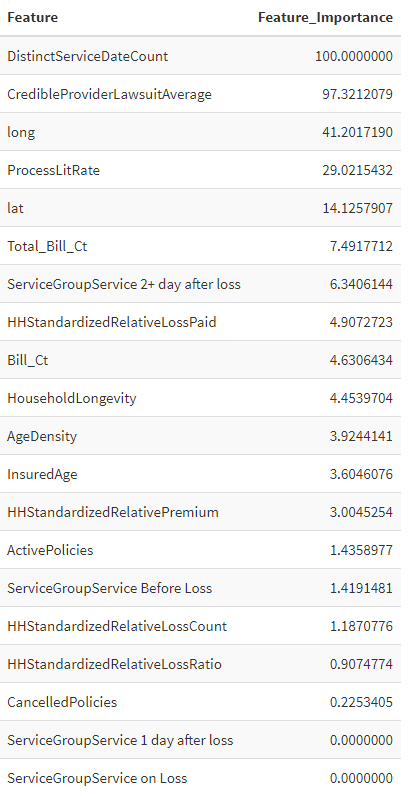 Feature Feature_Importance
DistinctServiceDateCount 100.0000000
CredibleProviderLawsuitAverage 97.3212079
long 41.2017190
ProcessLitRate 29.0215432
lat 14.1257907
Total_Bill_Ct 7.4917712
ServiceGroupService 2+ day after loss 6.3406144
HHStandardizedRelativeLossPaid 4.9072723
Bill_Ct 4.6306434
HouseholdLongevity 4.4539704
AgeDensity 3.9244141
InsuredAge 3.6046076
HHStandardizedRelativePremium 3.0045254
ActivePolicies 1.4358977
ServiceGroupService Before Loss 1.4191481
HHStandardizedRelativeLossCount 1.1870776
HHStandardizedRelativeLossRatio 0.9074774
CancelledPolicies 0.2253405
ServiceGroupService 1 day after loss 0.0000000
ServiceGroupService on Loss 0.0000000